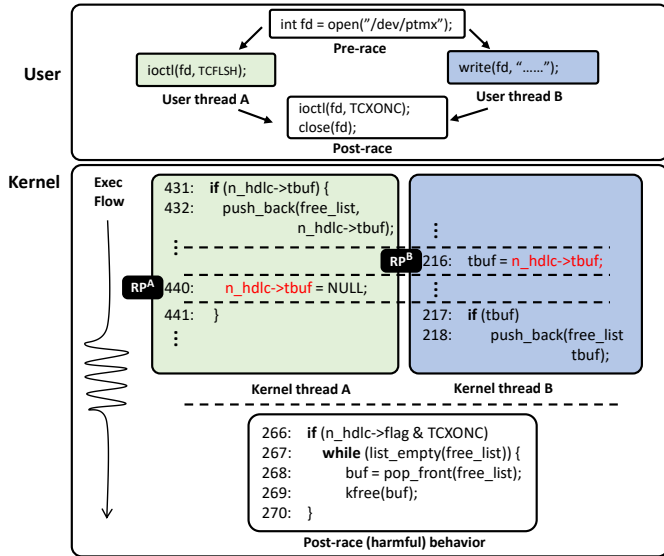 User
int fd = open("/dev/ptmx");
Pre-race
ioctl(fd, TCFLSH);
write(fd, "……");
User thread A
User thread B
ioctl(fd, TCXONC);
close(fd);
Post-race
Kernel
Exec
Flow
431: if (n_hdlc->tbuf) {
432: push_back(free_list,
n_hdlc->tbuf);
⋮
RPA
440: n_hdlc->tbuf = NULL;
441: }
⋮
Kernel thread A
⋮
RPB
216: tbuf = n_hdlc->tbuf;
⋮
217: if (tbuf)
218: push_back(free_list
tbuf);
Kernel thread B
266: if (n_hdlc->flag & TCXONC)
267: while (list_empty(free_list)) {
268: buf = pop_front(free_list);
269: kfree(buf);
270: }
Post-race (harmful) behavior